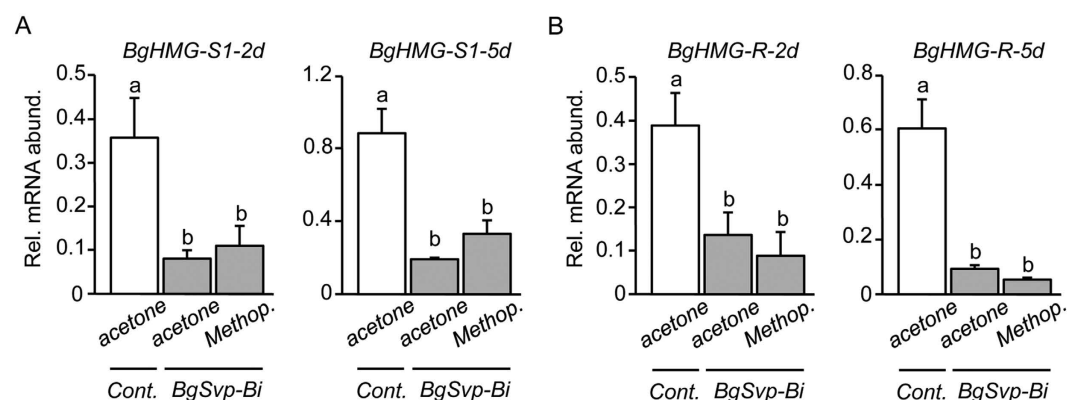 A
B
BgHMG-S1-2d
BgHMG-S1-5d
BgHMG-R-2d
BgHMG-R-5d
Rel. mRNA abund.
0.5
0.4
0.3
0.2
0.1
0
a
b
b
acetone
acetone
Methop.
Cont.
BgSvp-Bi
1.2
0.8
0.4
0
a
b
b
acetone
acetone
Methop.
Cont.
BgSvp-Bi
Rel. mRNA abund.
0.5
0.4
0.3
0.2
0.1
0
a
b
b
acetone
acetone
Methop.
Cont.
BgSvp-Bi
0.8
0.6
0.4
0.2
0
a
b
b
acetone
acetone
Methop.
Cont.
BgSvp-Bi